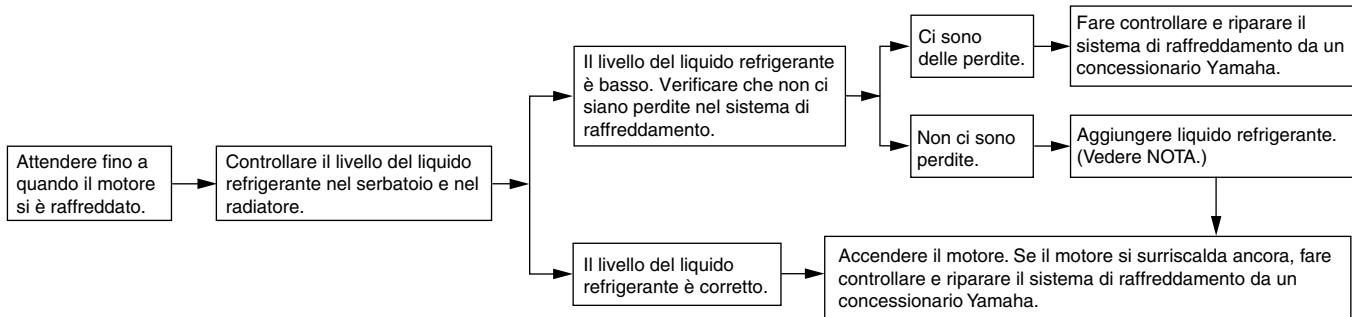 Attendere fino a
quando il motore
si è raffreddato.
Controllare il livello del liquido
refrigerante nel serbatoio e nel
radiatore.
Il livello del liquido refrigerante
è basso. Verificare che non ci
siano perdite nel sistema di
raffreddamento.
Ci sono
delle perdite.
Fare controllare e riparare il
sistema di raffreddamento da un
concessionario Yamaha.
Non ci sono
perdite.
Aggiungere liquido refrigerante.
(Vedere NOTA.)
Il livello del liquido
refrigerante è corretto.
Accendere il motore. Se il motore si surriscalda ancora, fare
controllare e riparare il sistema di raffreddamento da un
concessionario Yamaha.